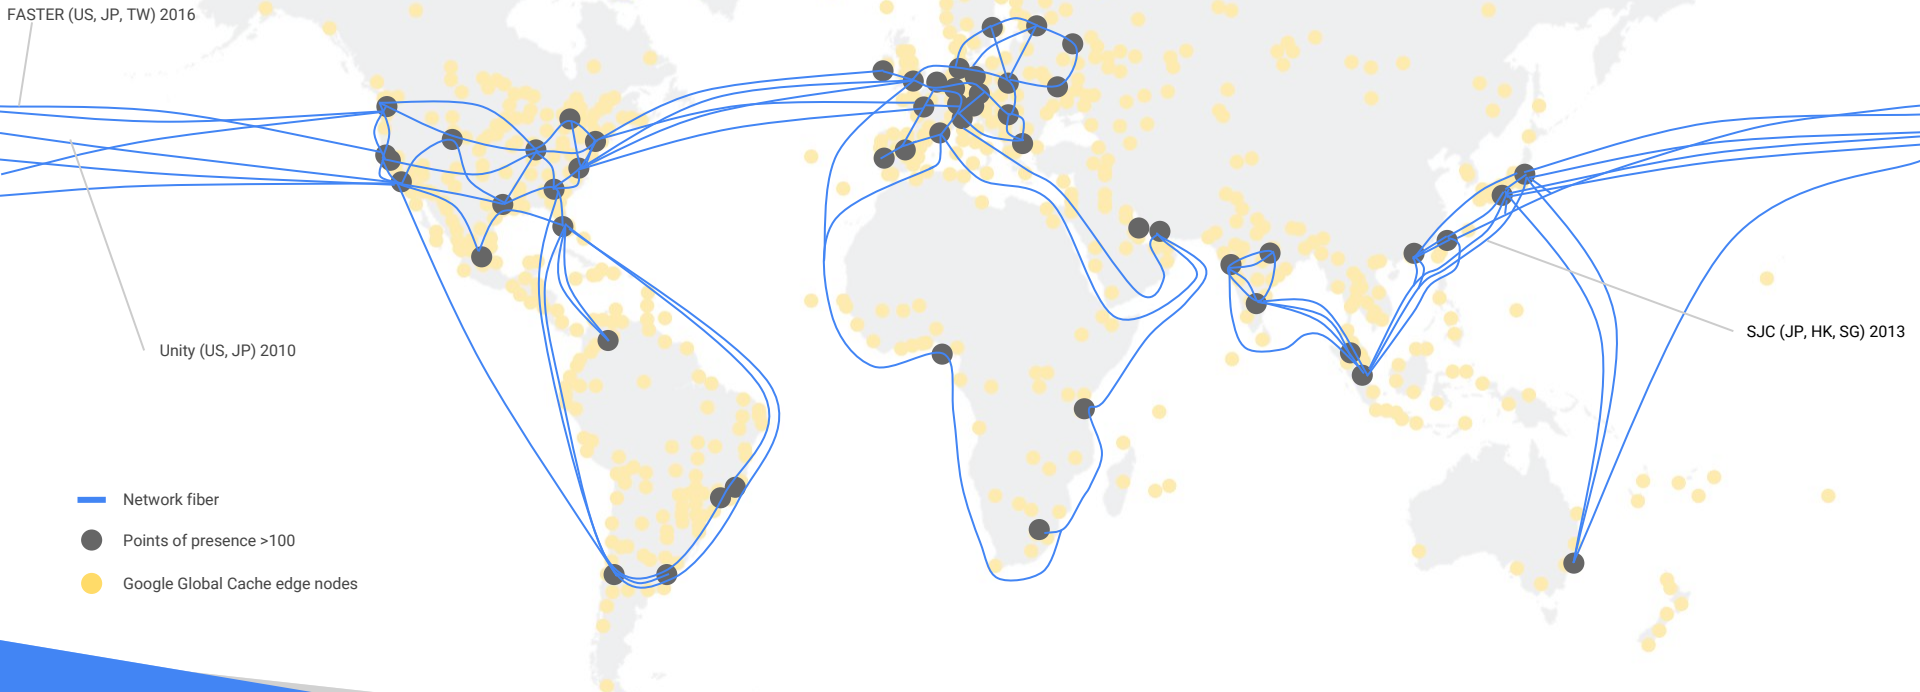 FASTER (US, JP, TW) 2016
SJC (JP, HK, SG) 2013
Unity (US, JP) 2010
Network fiber
Points of presence >100
Google Global Cache edge nodes